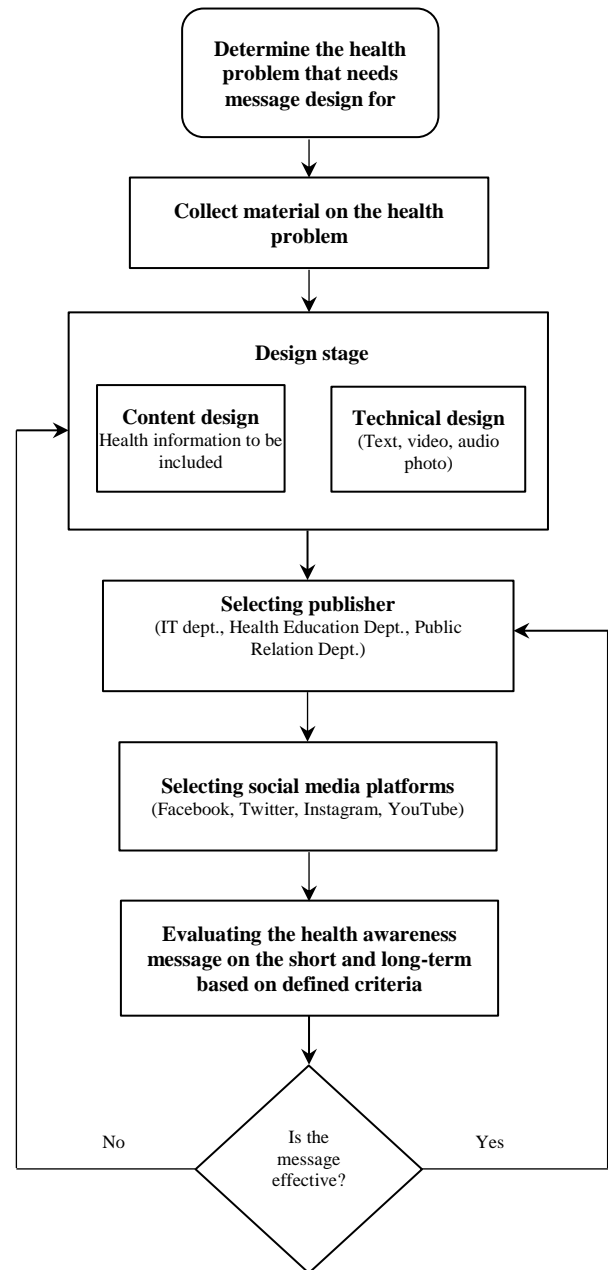 Determine the health
problem that needs
message design for
Collect material on the health
problem
Design stage
Content design
Health information to be
included
Technical design
(Text, video, audio
photo)
Selecting publisher
(IT dept., Health Education Dept., Public
Relation Dept.)
Selecting social media platforms
(Facebook, Twitter, Instagram, YouTube)
Evaluating the health awareness
message on the short and long-term
based on defined criteria
No
Is the
message
effective?
Yes